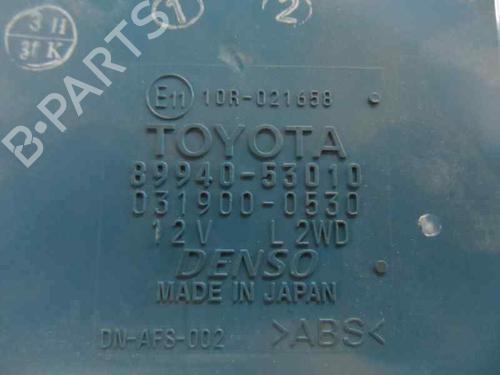 3 11
31 K
1
2
E11 10R-021658
TOYOTA
89940-53010
031900-0530
12V L 2WD
DENSO
MADE IN JAPAN
DN-AFS-002 >ABS<